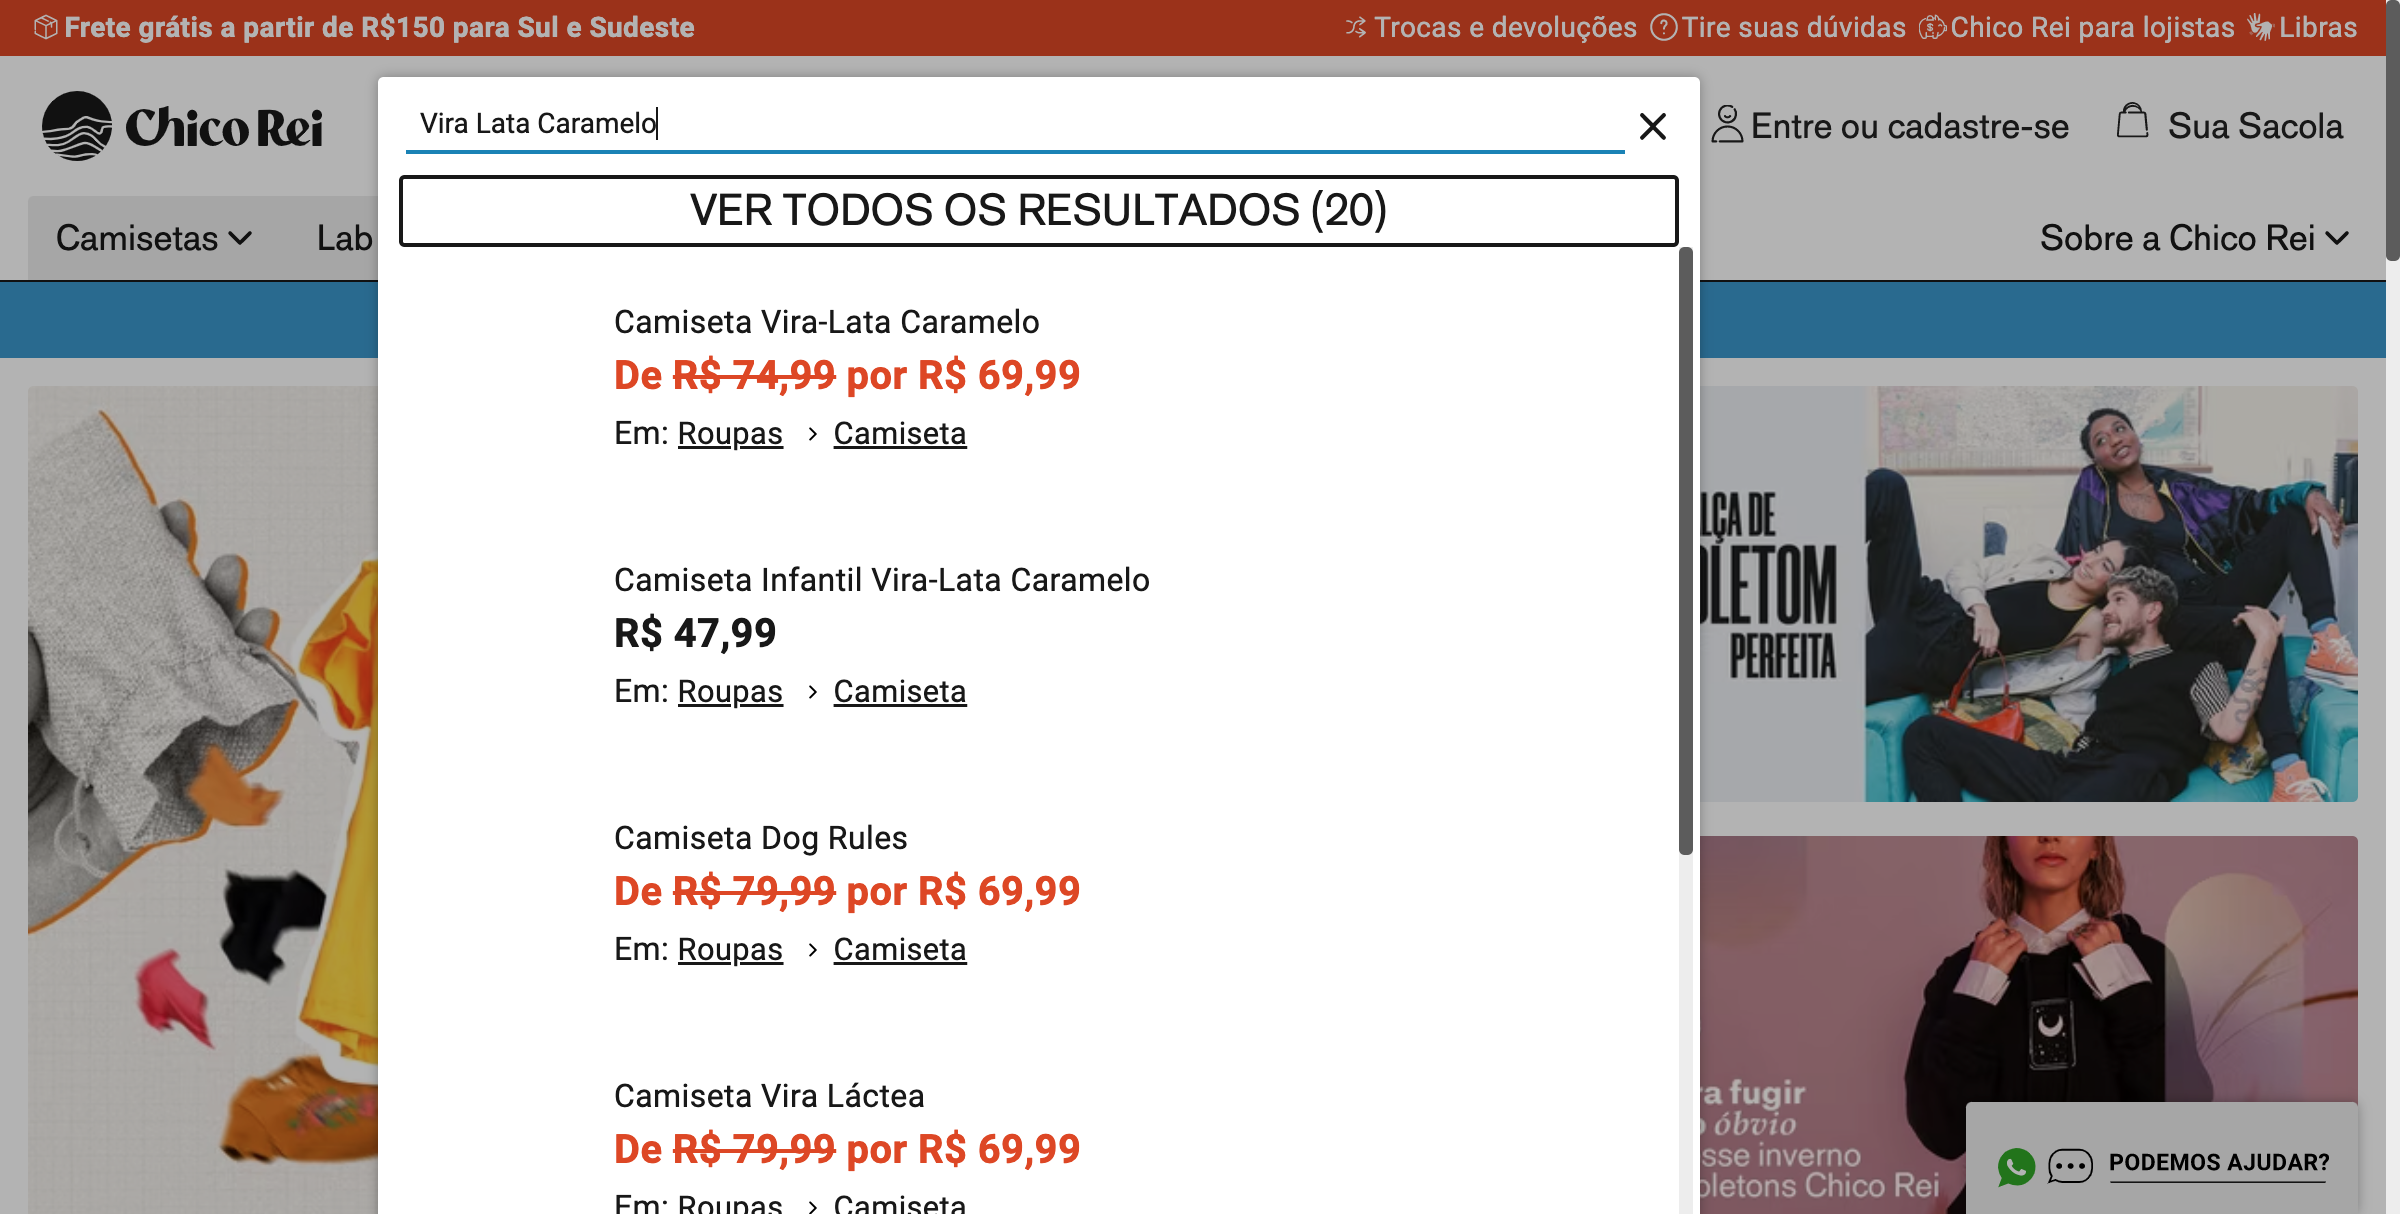 Frete grátis a partir de R$150 para Sul e Sudeste
Trocas e devoluções
Tire suas dúvidas
Chico Rei para lojistas
Libras
Chico Rei
Vira Lata Caramelo
Entre ou cadastre-se
Sua Sacola
Camisetas
Lab
Sobre a Chico Rei
VER TODOS OS RESULTADOS (20)
Camiseta Vira-Lata Caramelo
De R$ 74,99 por R$ 69,99
Em: Roupas > Camiseta
Camiseta Infantil Vira-Lata Caramelo
R$ 47,99
Em: Roupas > Camiseta
Camiseta Dog Rules
De R$ 79,99 por R$ 69,99
Em: Roupas > Camiseta
Camiseta Vira Láctea
De R$ 79,99 por R$ 69,99
Em: Roupas > Camiseta
DE
PERFEITA
fugir
óbvio
inverno
Chico Rei
PODEMOS AJUDAR?